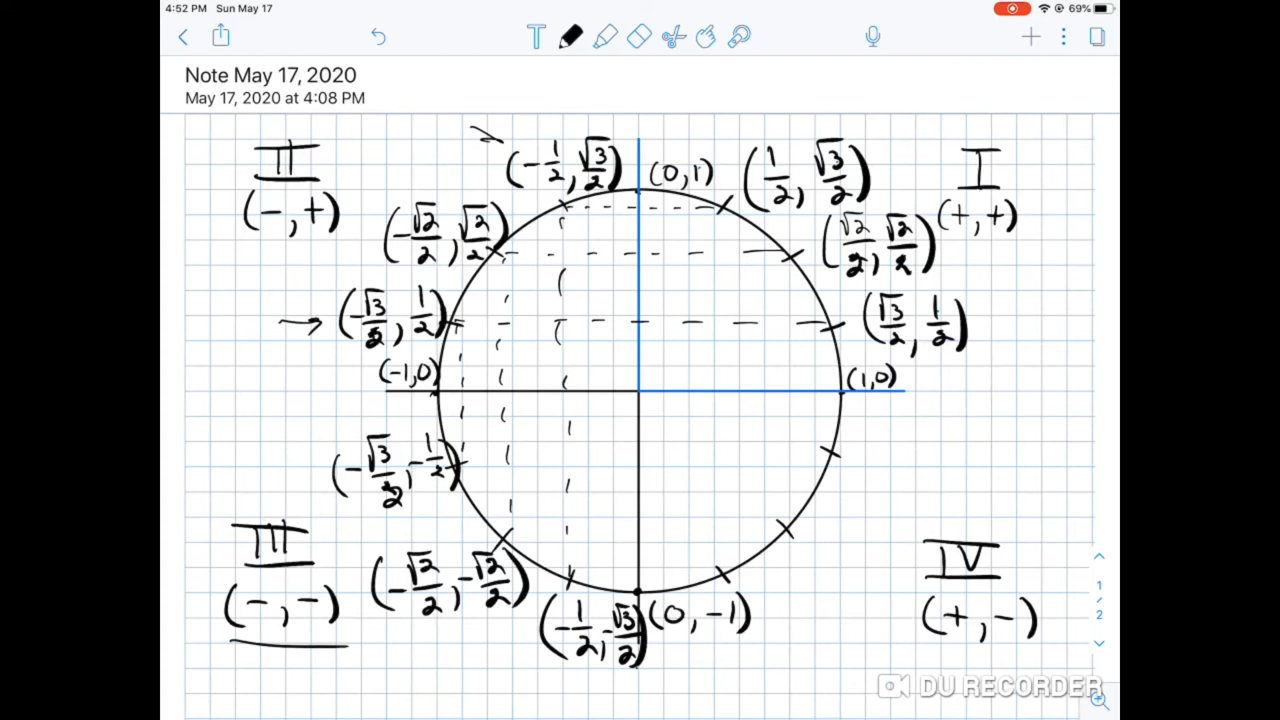 4:52 PM Sun May 17
69%
T
Note May 17, 2020
May 17, 2020 at 4:08 PM
II
(-, +)
(-1/2, √3/2)
(0, 1)
(1/2, √3/2)
I
(+, +)
(-√2/2, √2/2)
(√2/2, √2/2)
(-√3/2, 1/2)
(√3/2, 1/2)
(-1, 0)
(1, 0)
(-√3/2, -1/2)
III
(-, -)
(-√2/2, -√2/2)
(-1/2, -√3/2)
(0, -1)
IV
(+, -)
1
/
2
DU RECORDER